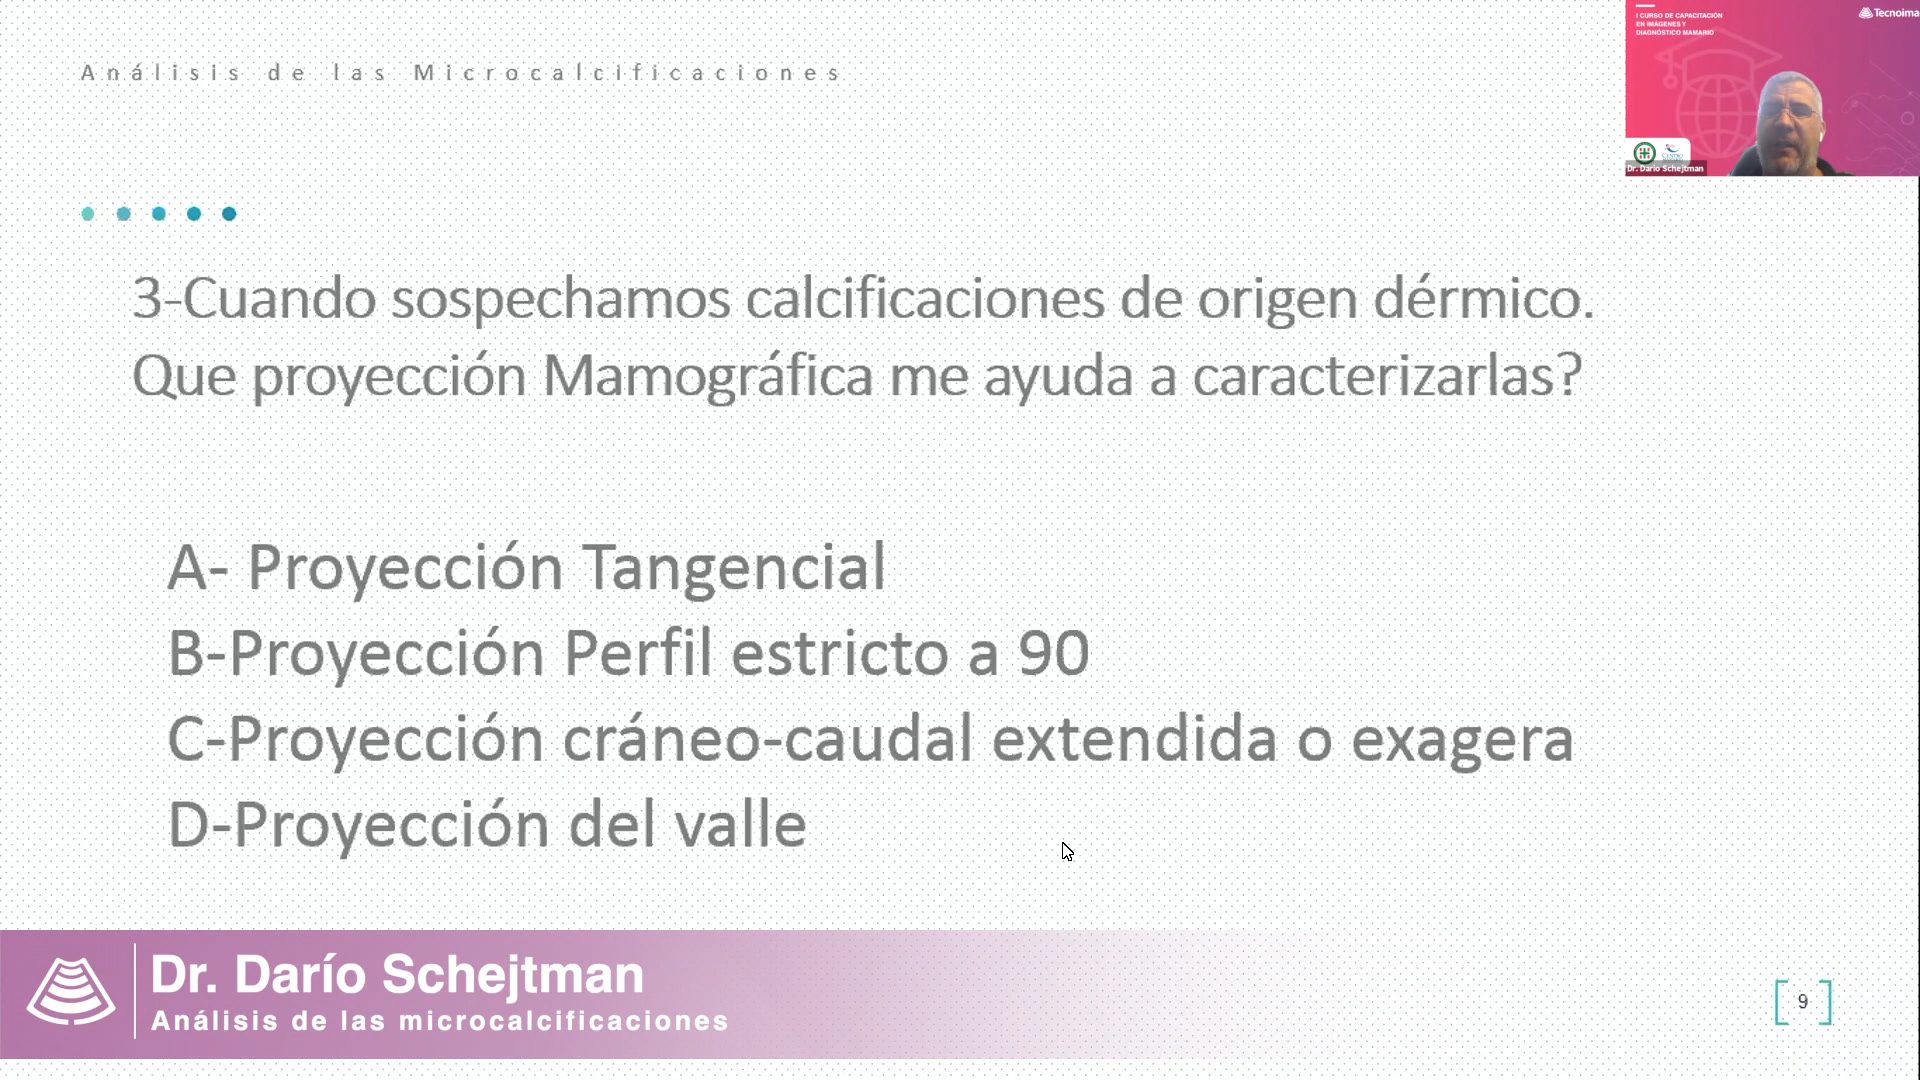 Análisis de las Microcalcificaciones
I CURSO DE CAPACITACIÓN
EN IMÁGENES Y
DIAGNÓSTICO MAMARIO
Tecnoima
Dr. Dario Schejtman
3-Cuando sospechamos calcificaciones de origen dérmico.
Que proyección Mamográfica me ayuda a caracterizarlas?
A- Proyección Tangencial
B-Proyección Perfil estricto a 90
C-Proyección cráneo-caudal extendida o exagera
D-Proyección del valle
Dr. Darío Schejtman
Análisis de las microcalcificaciones
9